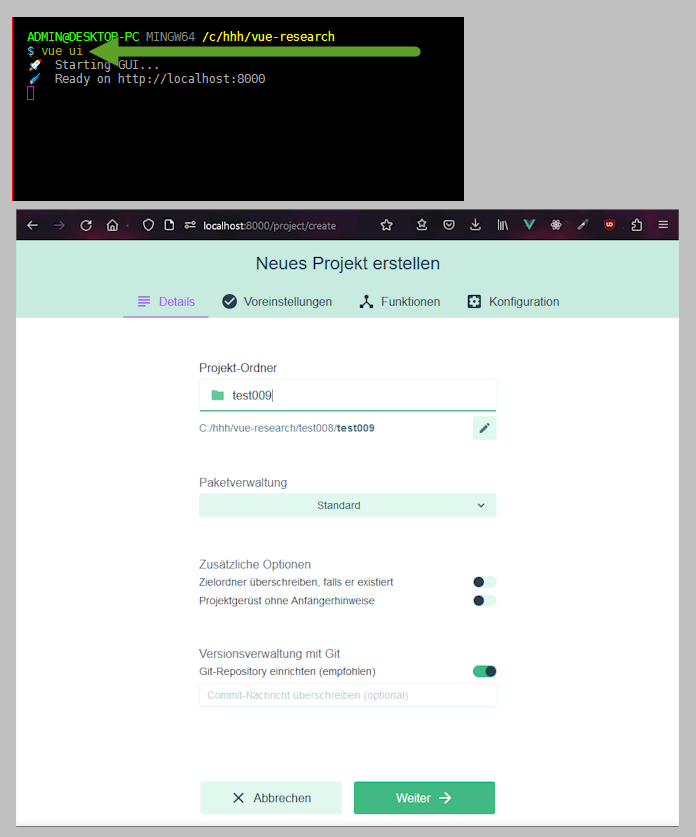 ADMIN@DESKTOP-PC MINGW64 /c/hhh/vue-research
$ vue ui
Starting GUI...
Ready on http://localhost:8000
localhost:8000/project/create
Neues Projekt erstellen
Details Voreinstellungen Funktionen Konfiguration
Projekt-Ordner
test009
C:/hhh/vue-research/test008/test009
Paketverwaltung
Standard
Zusätzliche Optionen
Zielordner überschreiben, falls er existiert
Projektgerüst ohne Anfängerhinweise
Versionsverwaltung mit Git
Git-Repository einrichten (empfohlen)
Commit-Nachricht überschreiben (optional)
Abbrechen Weiter